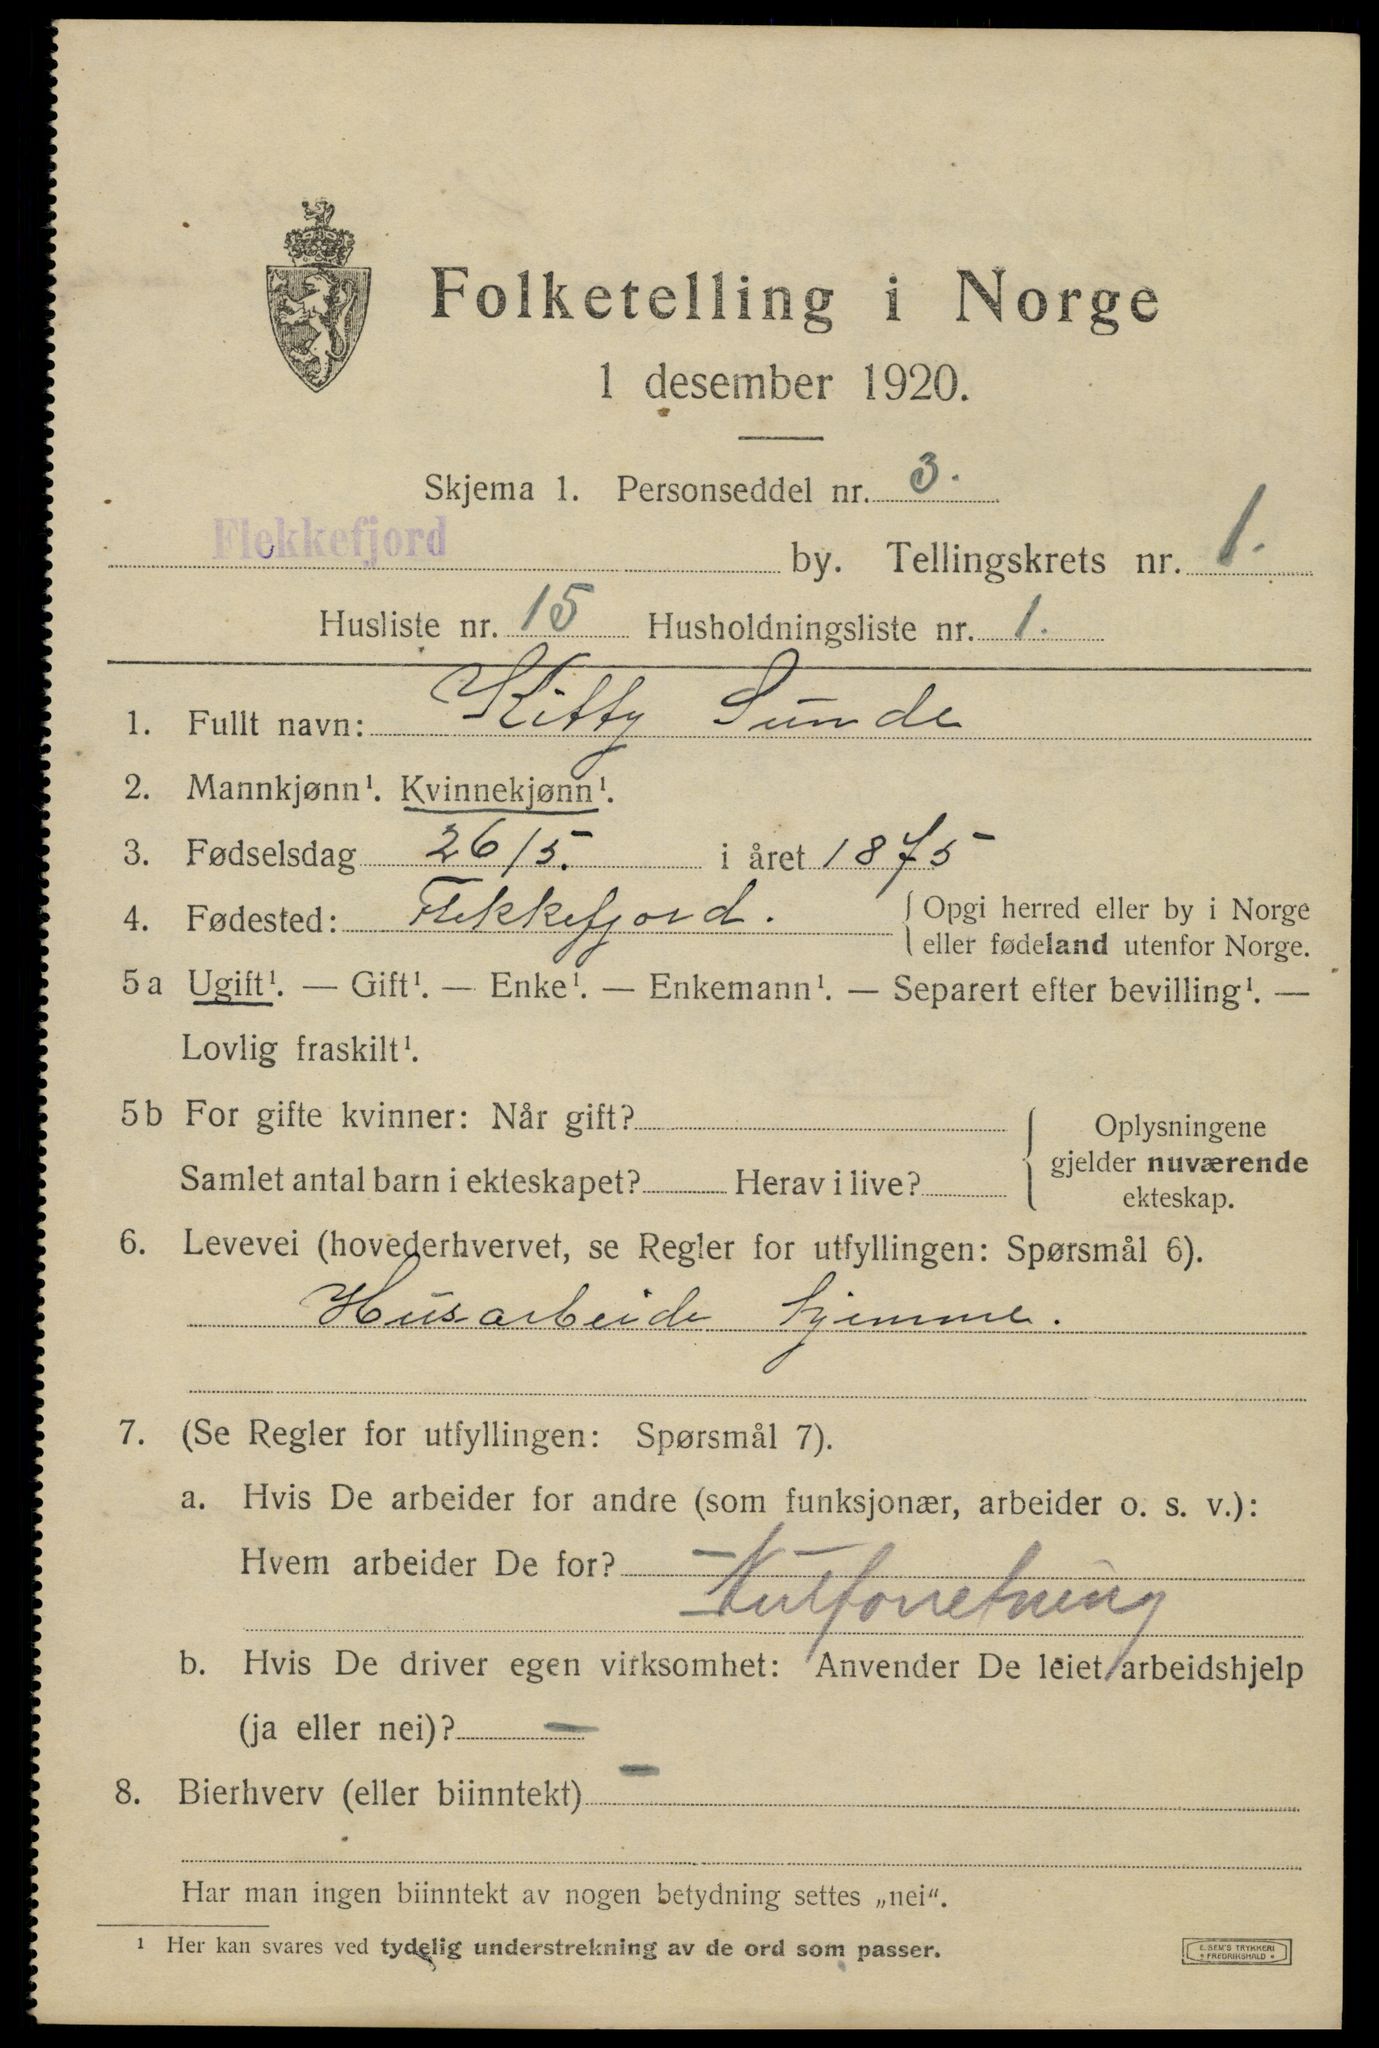 Folketelling i Norge
1 desember 1920.
Skjema 1. Personseddel nr. 3.
Flekkefjord by. Tellingskrets nr. 1.
Husliste nr. 15 Husholdningsliste nr. 1.
1. Fullt navn: Kitty Sunde
2. Mannkjønn¹. Kvinnekjønn¹.
3. Fødselsdag 26/5. i året 1875
4. Fødested: Flekkefjord. { Opgi herred eller by i Norge
eller fødeland utenfor Norge.
5 a Ugift¹. — Gift¹. — Enke¹. — Enkemann¹. — Separert efter bevilling¹. —
Lovlig fraskilt¹.
5 b For gifte kvinner: Når gift? { Oplysningene
gjelder nuværende
ekteskap.
Samlet antal barn i ekteskapet? Herav i live?
6. Levevei (hovederhvervet, se Regler for utfyllingen: Spørsmål 6).
Husarbeide hjemme.
7. (Se Regler for utfyllingen: Spørsmål 7).
a. Hvis De arbeider for andre (som funksjonær, arbeider o. s. v.):
Hvem arbeider De for? —
b. Hvis De driver egen virksomhet: Anvender De leiet arbeidshjelp
(ja eller nei)? —
8. Bierhverv (eller biinntekt) —
Har man ingen biinntekt av nogen betydning settes „nei“.
¹ Her kan svares ved tydelig understrekning av de ord som passer.
E. SEM'S TRYKKERI
* FREDRIKSHALD *